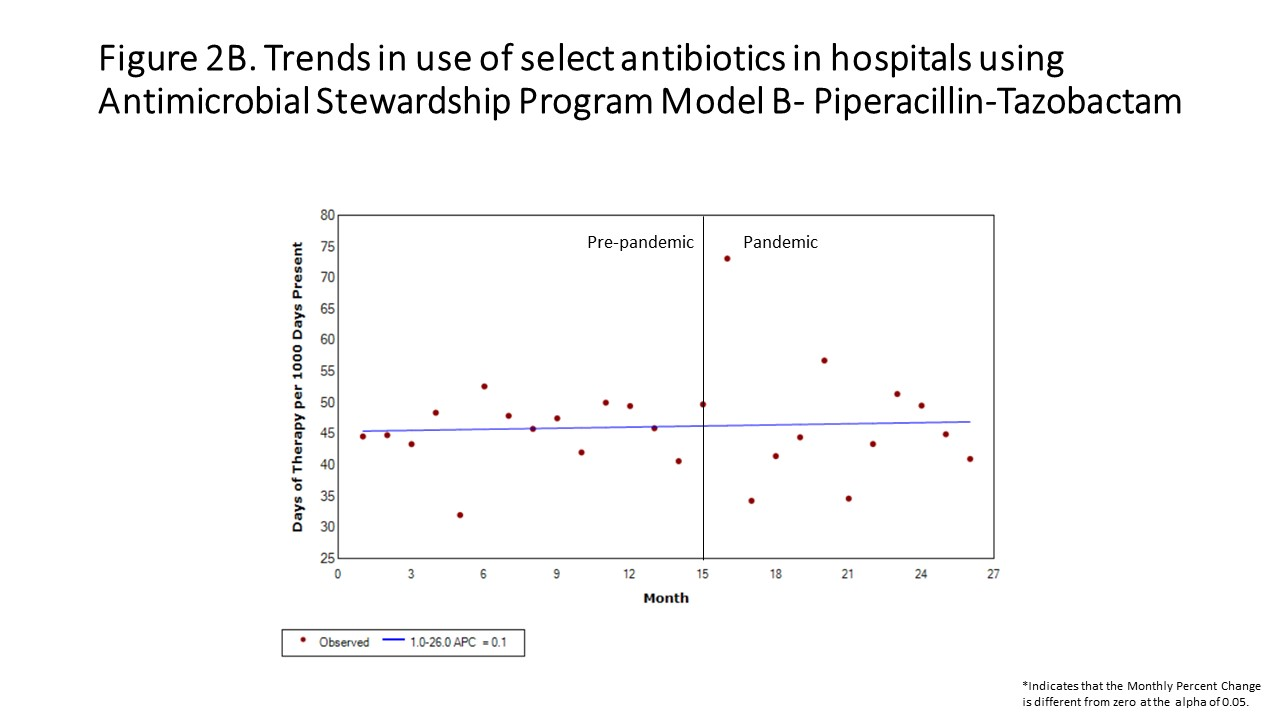 Figure 2B. Trends in use of select antibiotics in hospitals using
Antimicrobial Stewardship Program Model B- Piperacillin-Tazobactam
Days of Therapy per 1000 Days Present
80
75
70
65
60
55
50
45
40
35
30
25
Pre-pandemic
Pandemic
0 3 6 9 12 15 18 21 24 27
Month
Observed 1.0-26.0 APC = 0.1
*Indicates that the Monthly Percent Change
is different from zero at the alpha of 0.05.